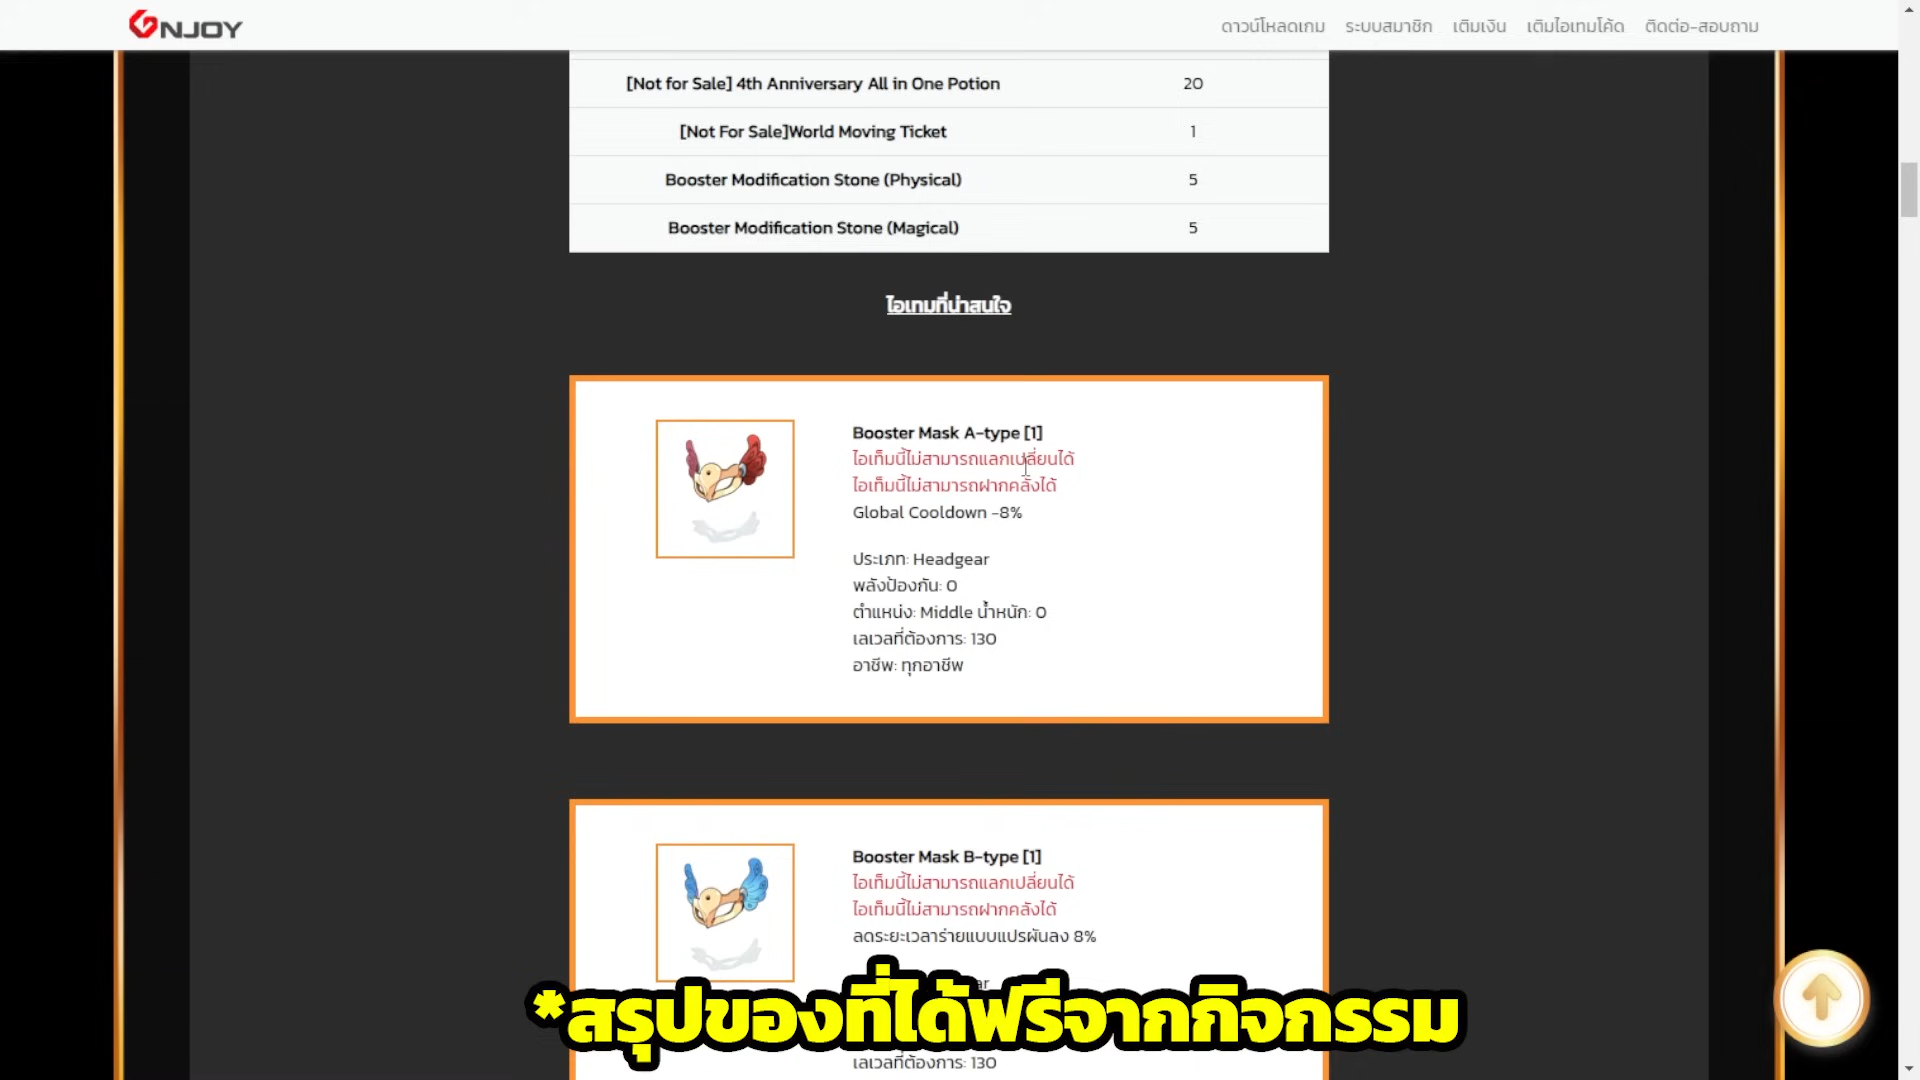 GNJOY
ดาวน์โหลดเกม ระบบสมาชิก เติมเงิน เติมไอเทมโค้ด ติดต่อ-สอบถาม
[Not for Sale] 4th Anniversary All in One Potion 20
[Not For Sale]World Moving Ticket 1
Booster Modification Stone (Physical) 5
Booster Modification Stone (Magical) 5
ไอเทมที่น่าสนใจ
Booster Mask A-type [1]
ไอเท็มนี้ไม่สามารถแลกเปลี่ยนได้
ไอเท็มนี้ไม่สามารถฝากคลังได้
Global Cooldown -8%
ประเภท: Headgear
พลังป้องกัน: 0
ตำแหน่ง: Middle น้ำหนัก: 0
เลเวลที่ต้องการ: 130
อาชีพ: ทุกอาชีพ
Booster Mask B-type [1]
ไอเท็มนี้ไม่สามารถแลกเปลี่ยนได้
ไอเท็มนี้ไม่สามารถฝากคลังได้
ลดระยะเวลาร่ายแบบแปรผันลง 8%
*สรุปของที่ได้ฟรีจากกิจกรรม
เลเวลที่ต้องการ: 130